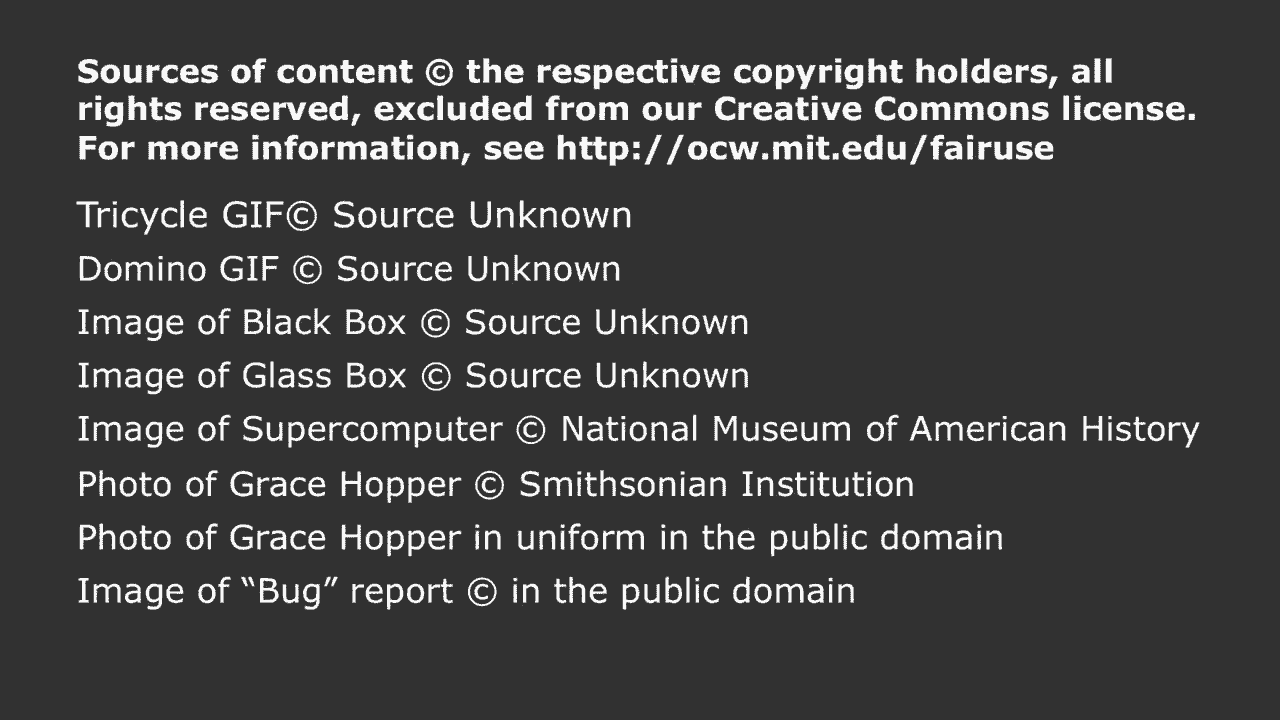 Sources of content © the respective copyright holders, all
rights reserved, excluded from our Creative Commons license.
For more information, see http://ocw.mit.edu/fairuse
Tricycle GIF© Source Unknown
Domino GIF © Source Unknown
Image of Black Box © Source Unknown
Image of Glass Box © Source Unknown
Image of Supercomputer © National Museum of American History
Photo of Grace Hopper © Smithsonian Institution
Photo of Grace Hopper in uniform in the public domain
Image of “Bug” report © in the public domain